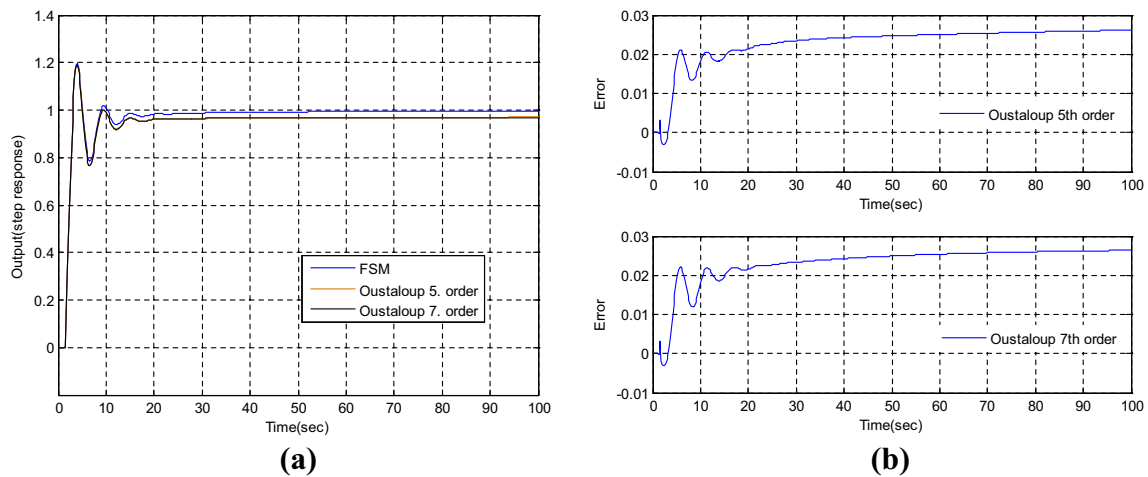 1.4
1.2
1
0.8
0.6
0.4
0.2
0
Output(step response)
FSM
Oustaloup 5. order
Oustaloup 7. order
0 10 20 30 40 50 60 70 80 90 100
Time(sec)
(a)
0.03
0.02
0.01
0
-0.01
Error
Oustaloup 5th order
0 10 20 30 40 50 60 70 80 90 100
Time(sec)
0.03
0.02
0.01
0
-0.01
Error
Oustaloup 7th order
0 10 20 30 40 50 60 70 80 90 100
Time(sec)
(b)